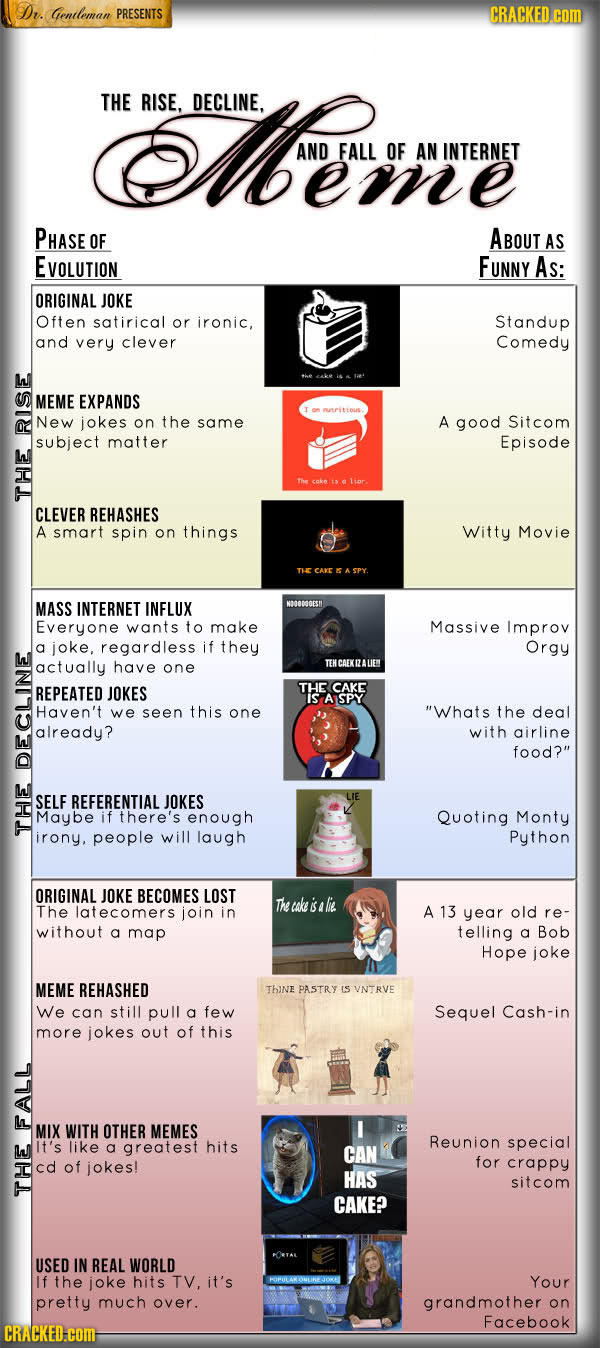 Dr. Gentleman PRESENTS
CRACKED.com
THE RISE, DECLINE,
AND FALL OF AN INTERNET
Meme
PHASE OF
EVOLUTION
ABOUT AS
FUNNY AS:
THE RISE
ORIGINAL JOKE
Often satirical or ironic,
and very clever
the cake is a lie!
Standup
Comedy
MEME EXPANDS
New jokes on the same
subject matter
I am nutritious.
The cake is a liar.
A good Sitcom
Episode
CLEVER REHASHES
A smart spin on things
THE CAKE IS A SPY.
Witty Movie
THE DECLINE
MASS INTERNET INFLUX
Everyone wants to make
a joke, regardless if they
actually have one
TEH CAEK IZ A LIE!!
Massive Improv
Orgy
REPEATED JOKES
Haven't we seen this one
already?
THE CAKE
IS A SPY
"Whats the deal
with airline
food?"
SELF REFERENTIAL JOKES
Maybe if there's enough
irony, people will laugh
LIE
Quoting Monty
Python
THE FALL
ORIGINAL JOKE BECOMES LOST
The latecomers join in
without a map
The cake is a lie.
A 13 year old re-
telling a Bob
Hope joke
MEME REHASHED
We can still pull a few
more jokes out of this
THINE PASTRY IS VNTRVE
Sequel Cash-in
MIX WITH OTHER MEMES
It's like a greatest hits
cd of jokes!
I
CAN
HAS
CAKE?
Reunion special
for crappy
sitcom
USED IN REAL WORLD
If the joke hits TV, it's
pretty much over.
PORTAL
POPULAR ONLINE JOKE
Your
grandmother on
Facebook
CRACKED.com